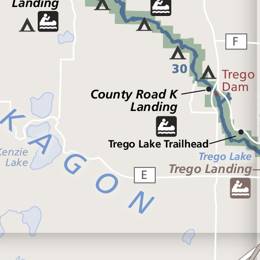 Landing
F
30
Trego
Dam
County Road K
Landing
Trego Lake Trailhead
Trego Lake
Trego Landing
Kenzie
Lake
E
KAGON